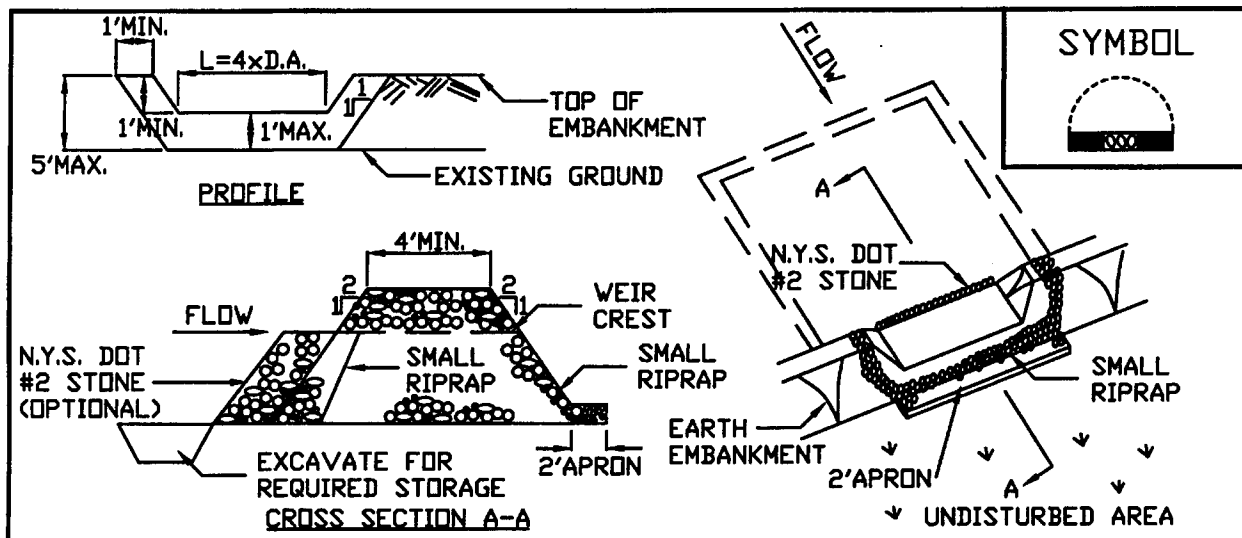 1'MIN.
L=4xD.A.
1
1
TOP OF
EMBANKMENT
1'MIN.
1'MAX.
5'MAX.
EXISTING GROUND
PROFILE
4'MIN.
2
1
2
1
WEIR
CREST
FLOW
N.Y.S. DOT
#2 STONE
(OPTIONAL)
SMALL
RIPRAP
SMALL
RIPRAP
2'APRON
EXCAVATE FOR
REQUIRED STORAGE
CROSS SECTION A-A
FLOW
A
N.Y.S. DOT
#2 STONE
SMALL
RIPRAP
EARTH
EMBANKMENT
2'APRON
A
UNDISTURBED AREA
SYMBOL